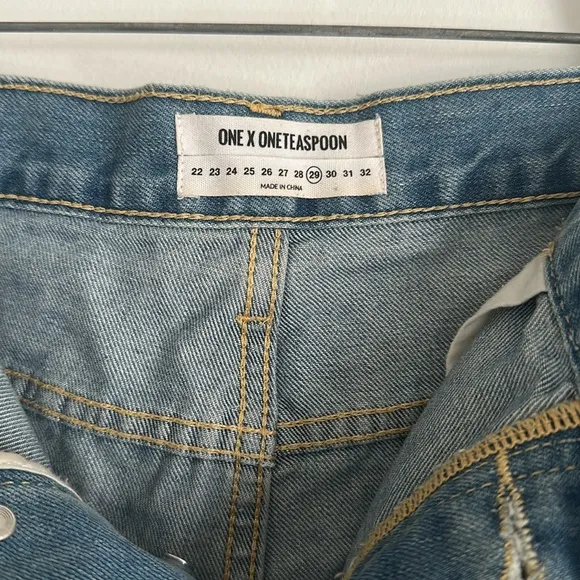 ONE X ONETEASPOON
22 23 24 25 26 27 28 29 30 31 32
MADE IN CHINA